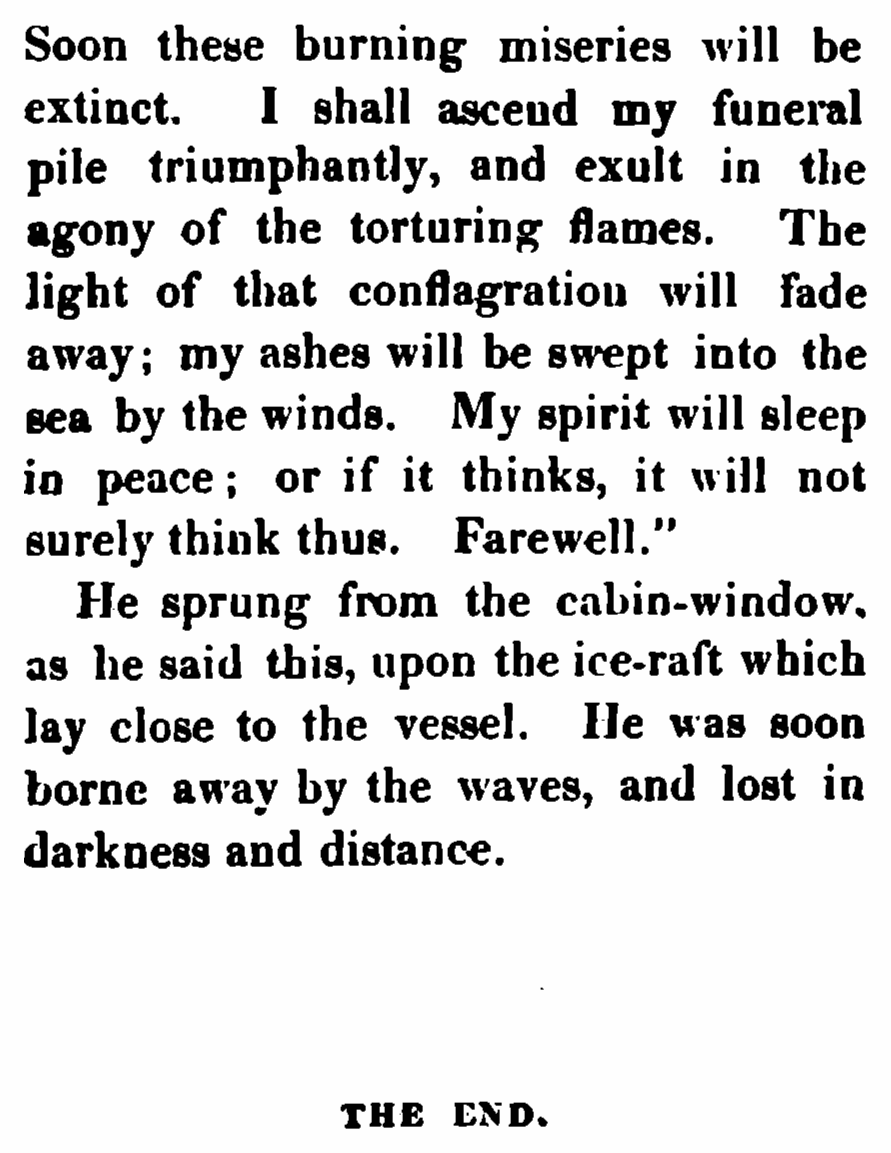 Soon these burning miseries will be
extinct. I shall ascend my funeral
pile triumphantly, and exult in the
agony of the torturing flames. The
light of that conflagration will fade
away; my ashes will be swept into the
sea by the winds. My spirit will sleep
in peace; or if it thinks, it will not
surely think thus. Farewell."
He sprung from the cabin-window,
as he said this, upon the ice-raft which
lay close to the vessel. He was soon
borne away by the waves, and lost in
darkness and distance.
THE END.